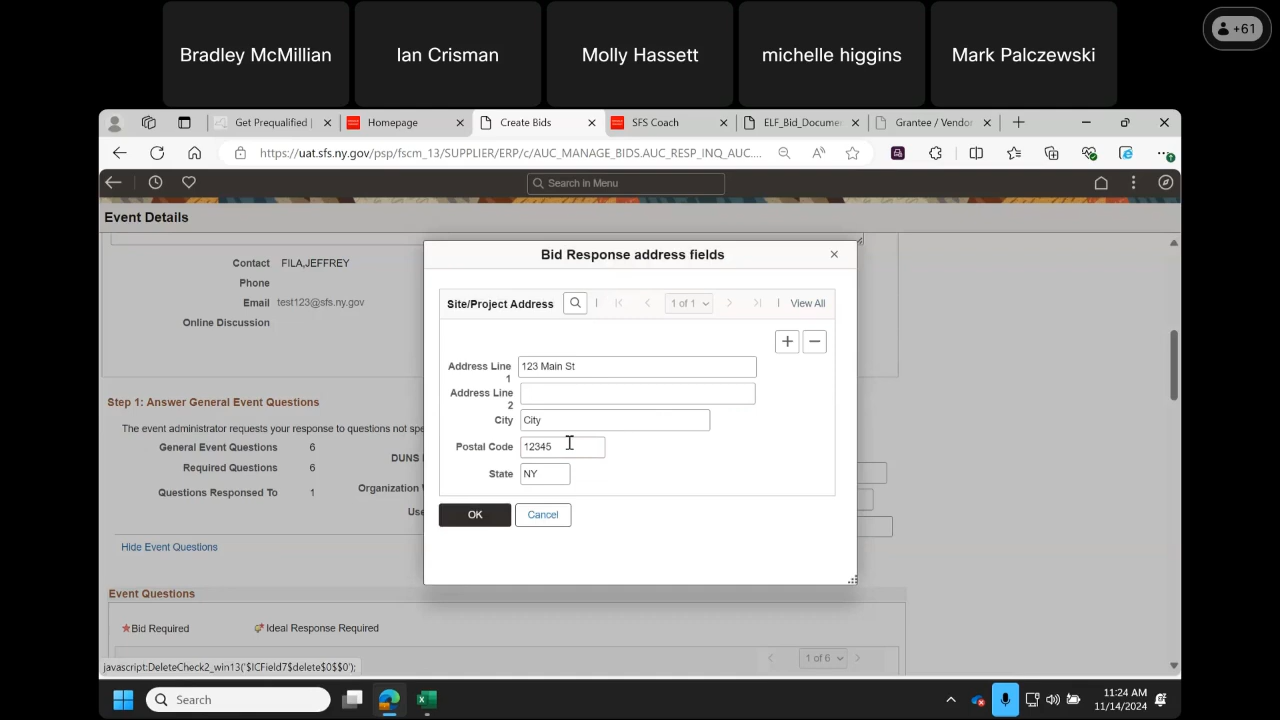 Bradley McMillian
Ian Crisman
Molly Hassett
michelle higgins
Mark Palczewski
+61
Get Prequalified |
Homepage
Create Bids
SFS Coach
ELF_Bid_Docume
Grantee / Vendor
https://uat.sfs.ny.gov/psp/fscm_13/SUPPLIER/ERP/c/AUC_MANAGE_BIDS.AUC_RESP_INQ_AUC....
Search in Menu
Event Details
Contact FILA,JEFFREY
Phone
Email test123@sfs.ny.gov
Online Discussion
Step 1: Answer General Event Questions
The event administrator requests your response to questions not spe
General Event Questions 6
Required Questions 6
Questions Responsed To 1
DUNS
Organization
Use
Hide Event Questions
Event Questions
Bid Required
Ideal Response Required
1 of 6
Bid Response address fields
Site/Project Address
1 of 1
View All
Address Line 1 123 Main St
Address Line 2
City City
Postal Code 12345
State NY
OK
Cancel
javascript:DeleteCheck2_win13('$ICField7$delete$0$$0');
Search
11:24 AM
11/14/2024